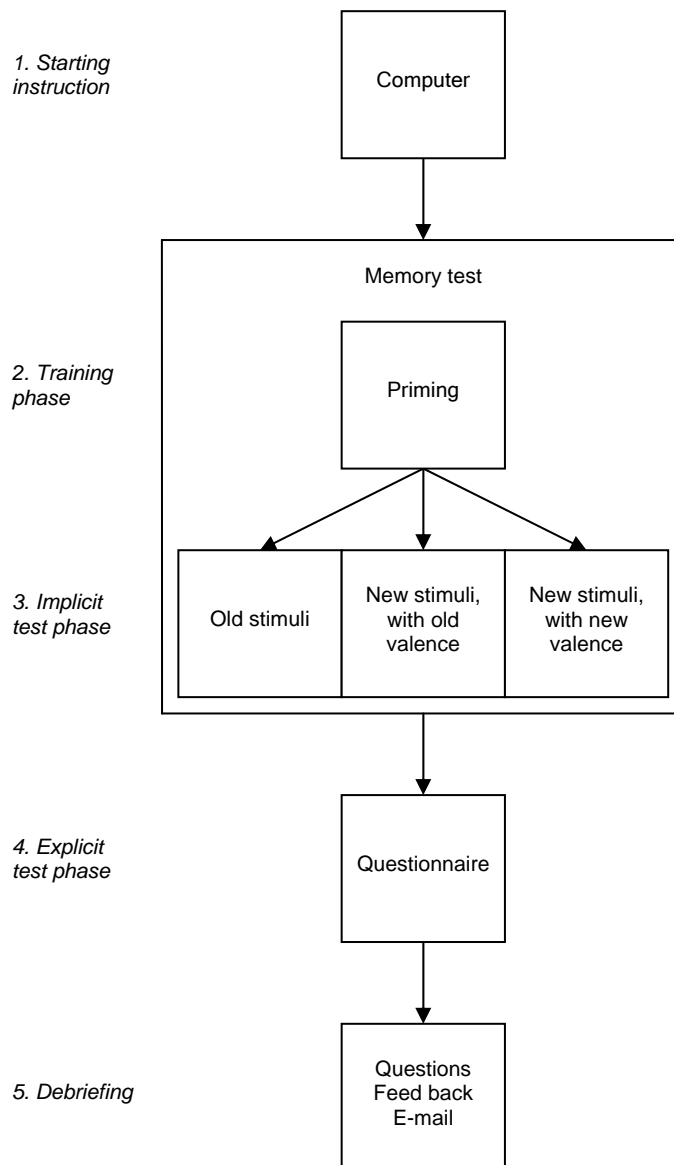 1. Starting
instruction
Computer
Memory test
2. Training
phase
Priming
3. Implicit
test phase
Old stimuli
New stimuli,
with old
valence
New stimuli,
with new
valence
4. Explicit
test phase
Questionnaire
5. Debriefing
Questions
Feed back
E-mail